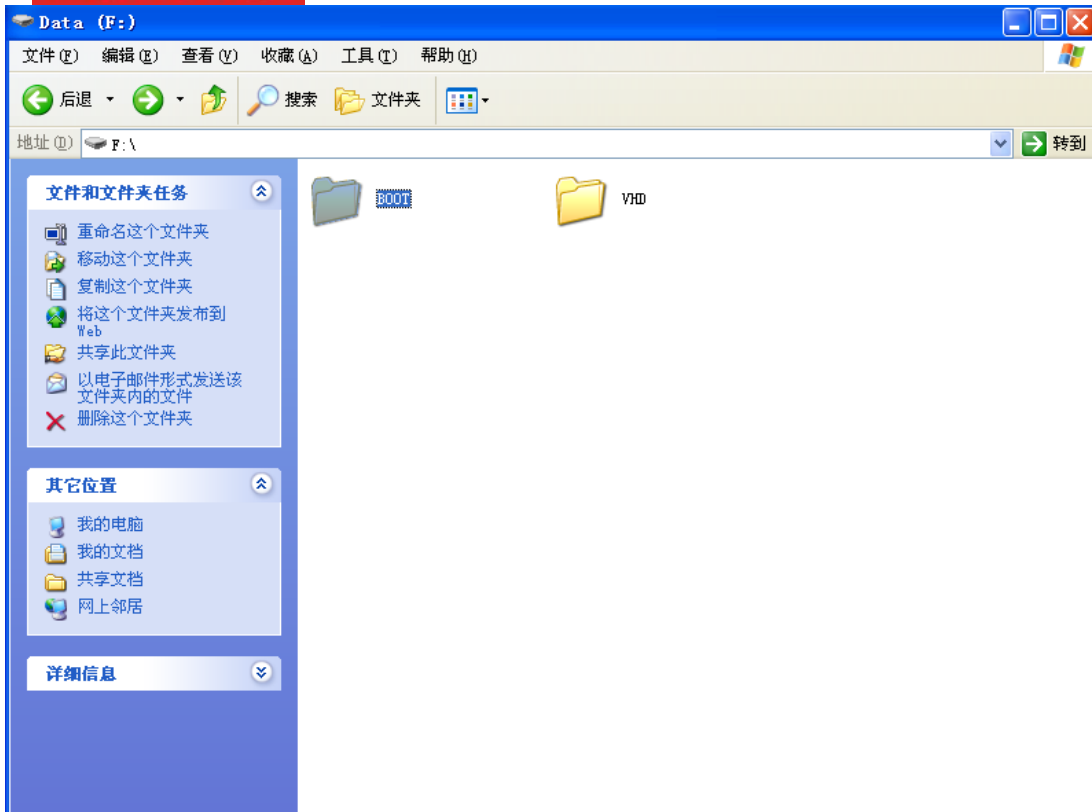 Data (F:)
文件(F) 编辑(E) 查看(V) 收藏(A) 工具(T) 帮助(H)
后退 搜索 文件夹
地址(D) F:\ 转到
文件和文件夹任务
重命名这个文件夹
移动这个文件夹
复制这个文件夹
将这个文件夹发布到
Web
共享此文件夹
以电子邮件形式发送该
文件夹内的文件
删除这个文件夹
其它位置
我的电脑
我的文档
共享文档
网上邻居
详细信息
BOOT VHD